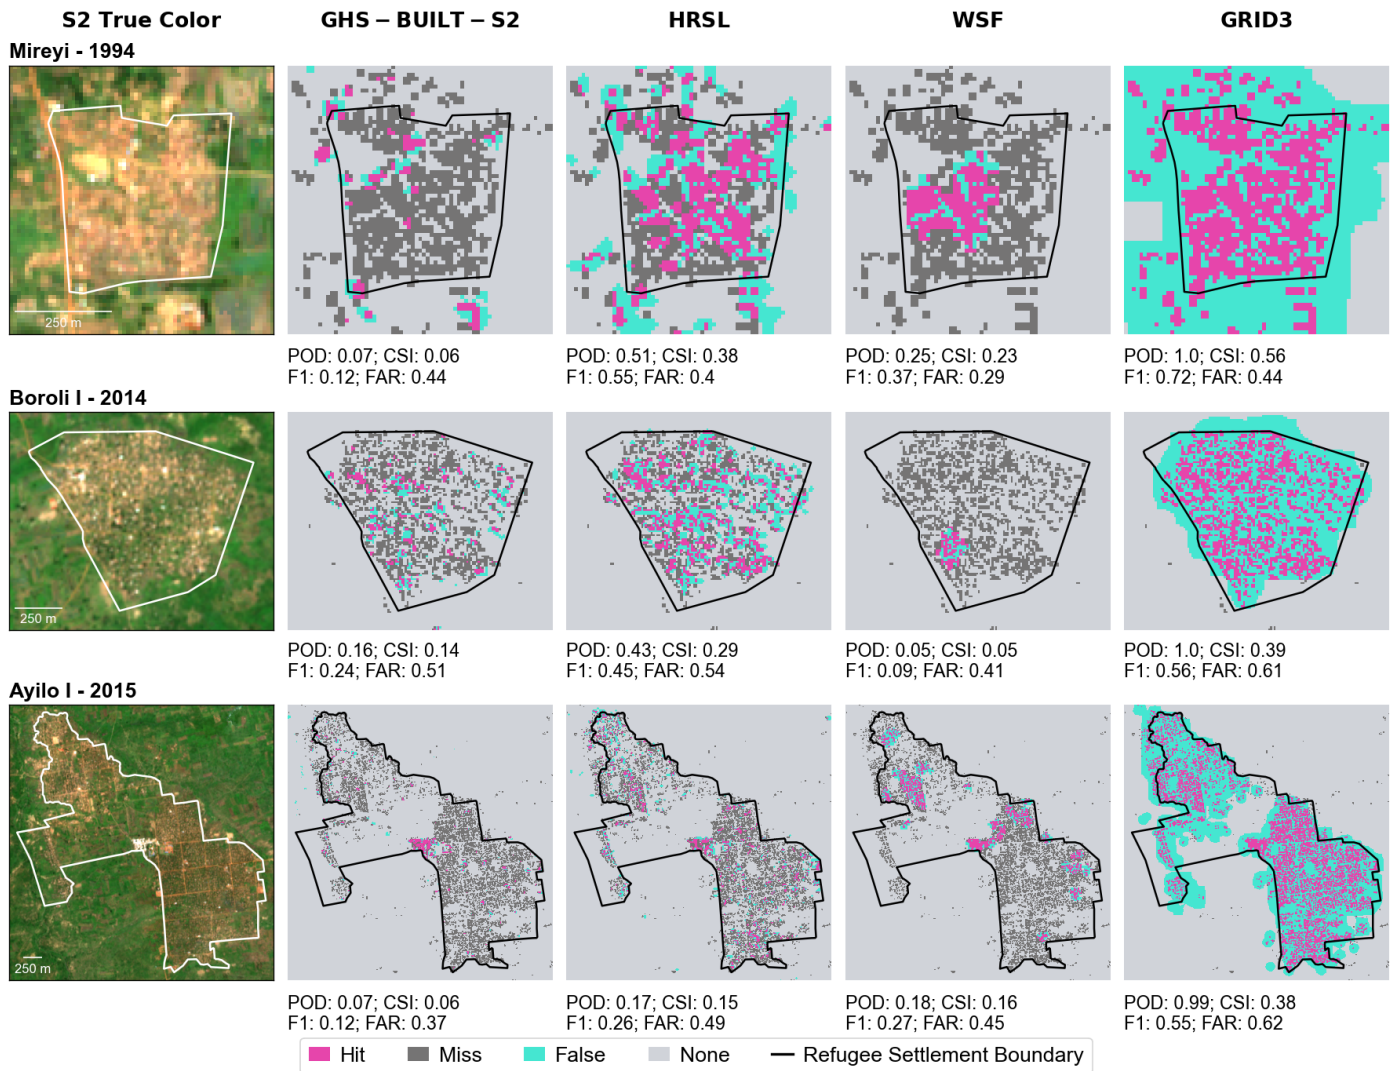 S2 True Color
GHS – BUILT – S2
HRSL
WSF
GRID3
Mireyi - 1994
250 m
POD: 0.07; CSI: 0.06
F1: 0.12; FAR: 0.44
POD: 0.51; CSI: 0.38
F1: 0.55; FAR: 0.4
POD: 0.25; CSI: 0.23
F1: 0.37; FAR: 0.29
POD: 1.0; CSI: 0.56
F1: 0.72; FAR: 0.44
Boroli I - 2014
250 m
POD: 0.16; CSI: 0.14
F1: 0.24; FAR: 0.51
POD: 0.43; CSI: 0.29
F1: 0.45; FAR: 0.54
POD: 0.05; CSI: 0.05
F1: 0.09; FAR: 0.41
POD: 1.0; CSI: 0.39
F1: 0.56; FAR: 0.61
Ayilo I - 2015
250 m
POD: 0.07; CSI: 0.06
F1: 0.12; FAR: 0.37
POD: 0.17; CSI: 0.15
F1: 0.26; FAR: 0.49
POD: 0.18; CSI: 0.16
F1: 0.27; FAR: 0.45
POD: 0.99; CSI: 0.38
F1: 0.55; FAR: 0.62
Hit
Miss
False
None
Refugee Settlement Boundary